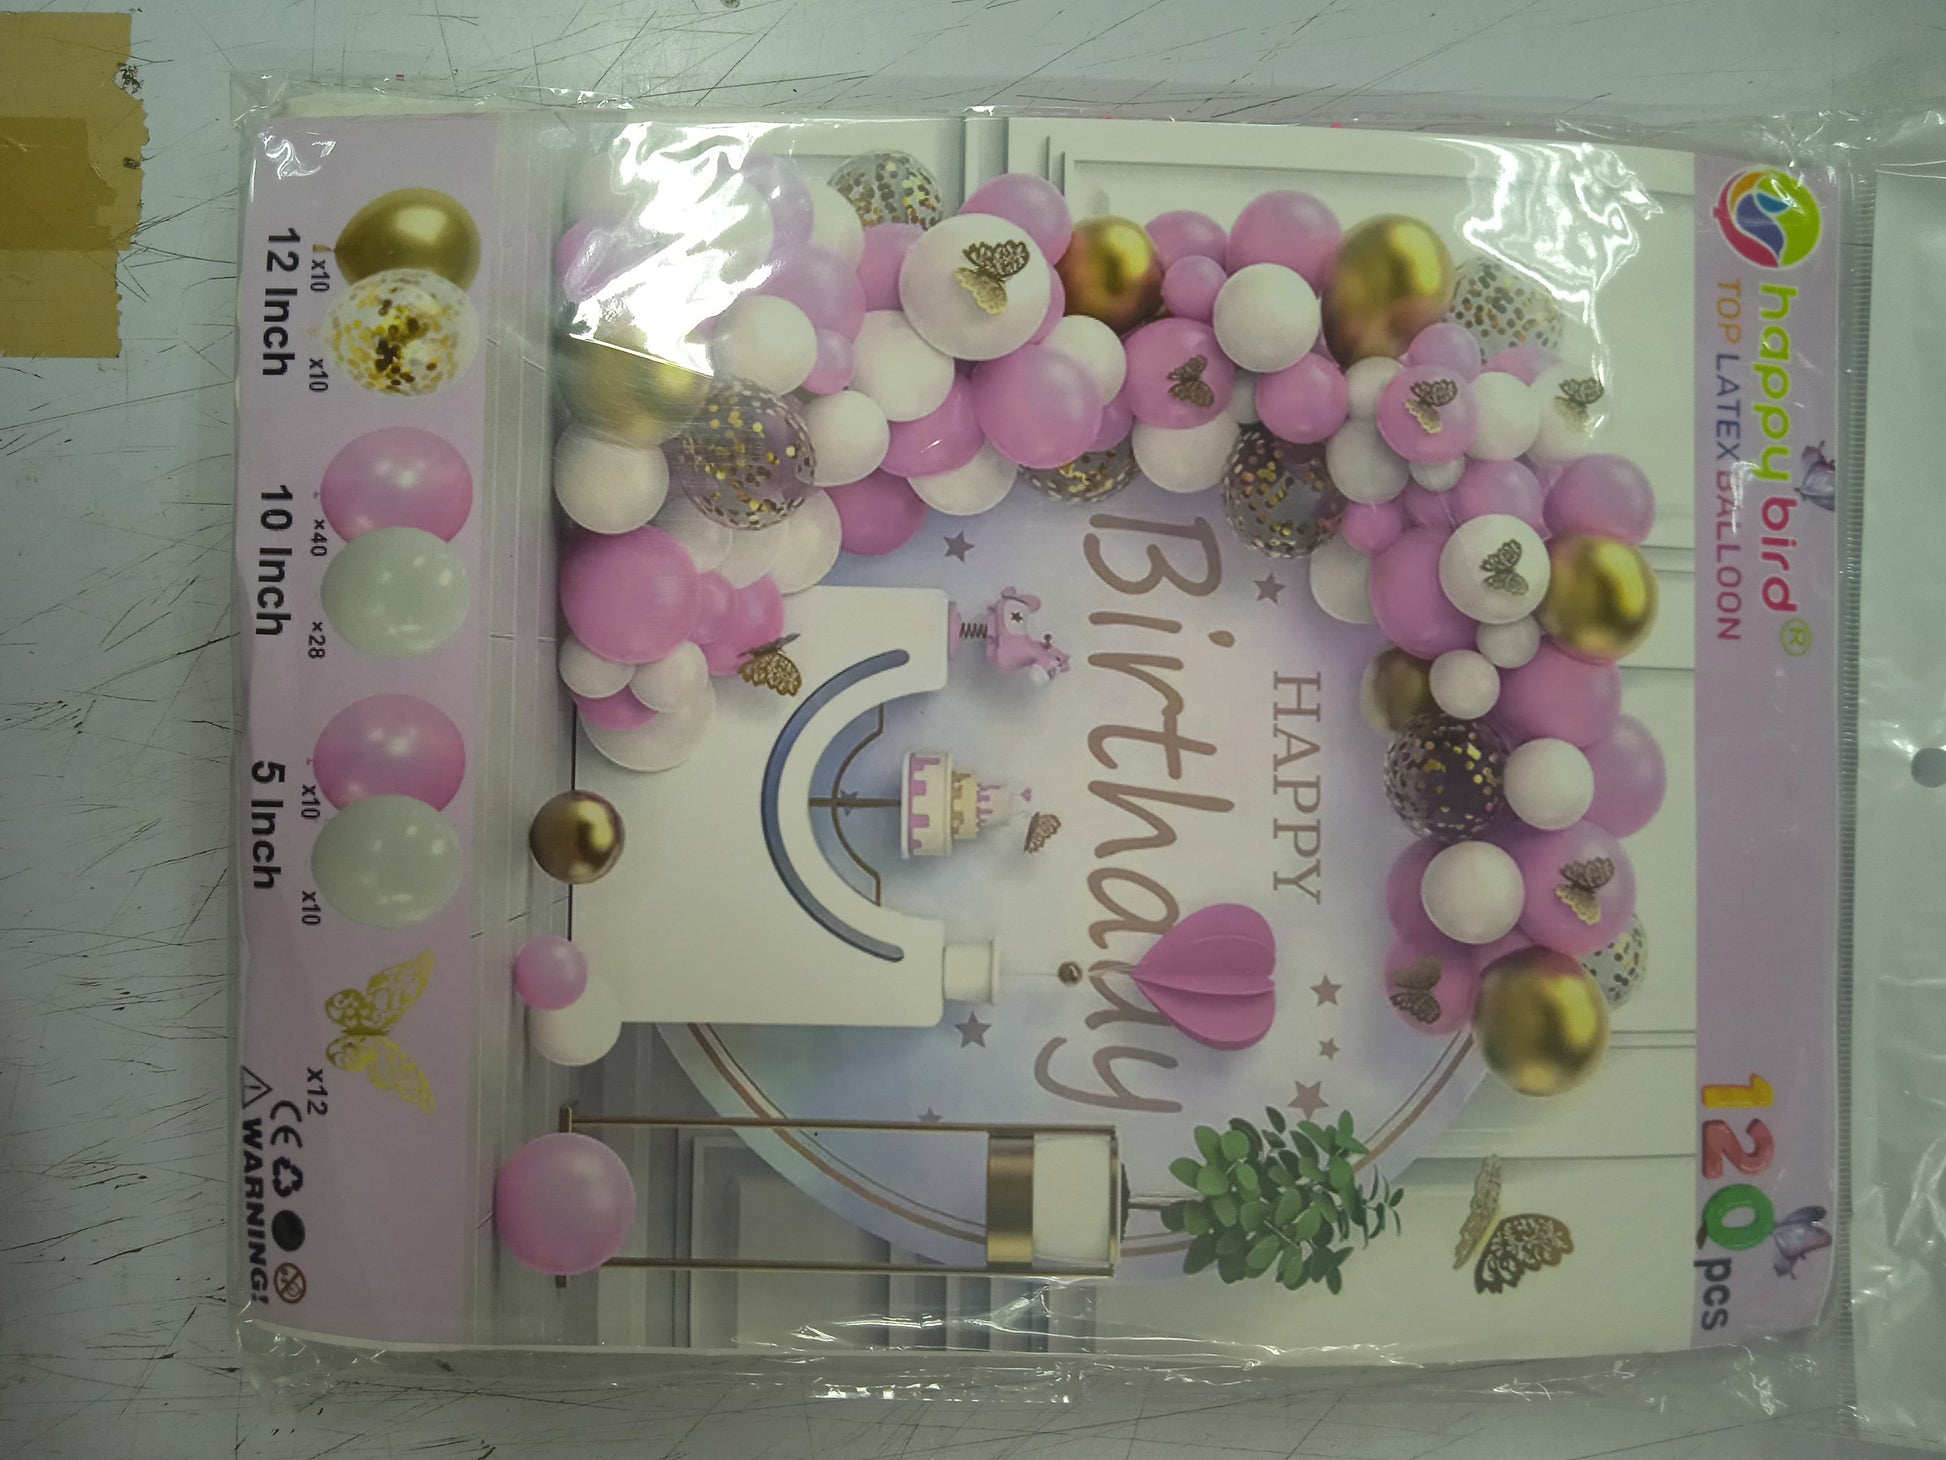 happy bird®
TOP LATEX BALLOON
120 pcs
HAPPY
Birthday
x10
x10
12 Inch
x40
x28
10 Inch
x10
x10
5 Inch
x12
CE
WARNING!